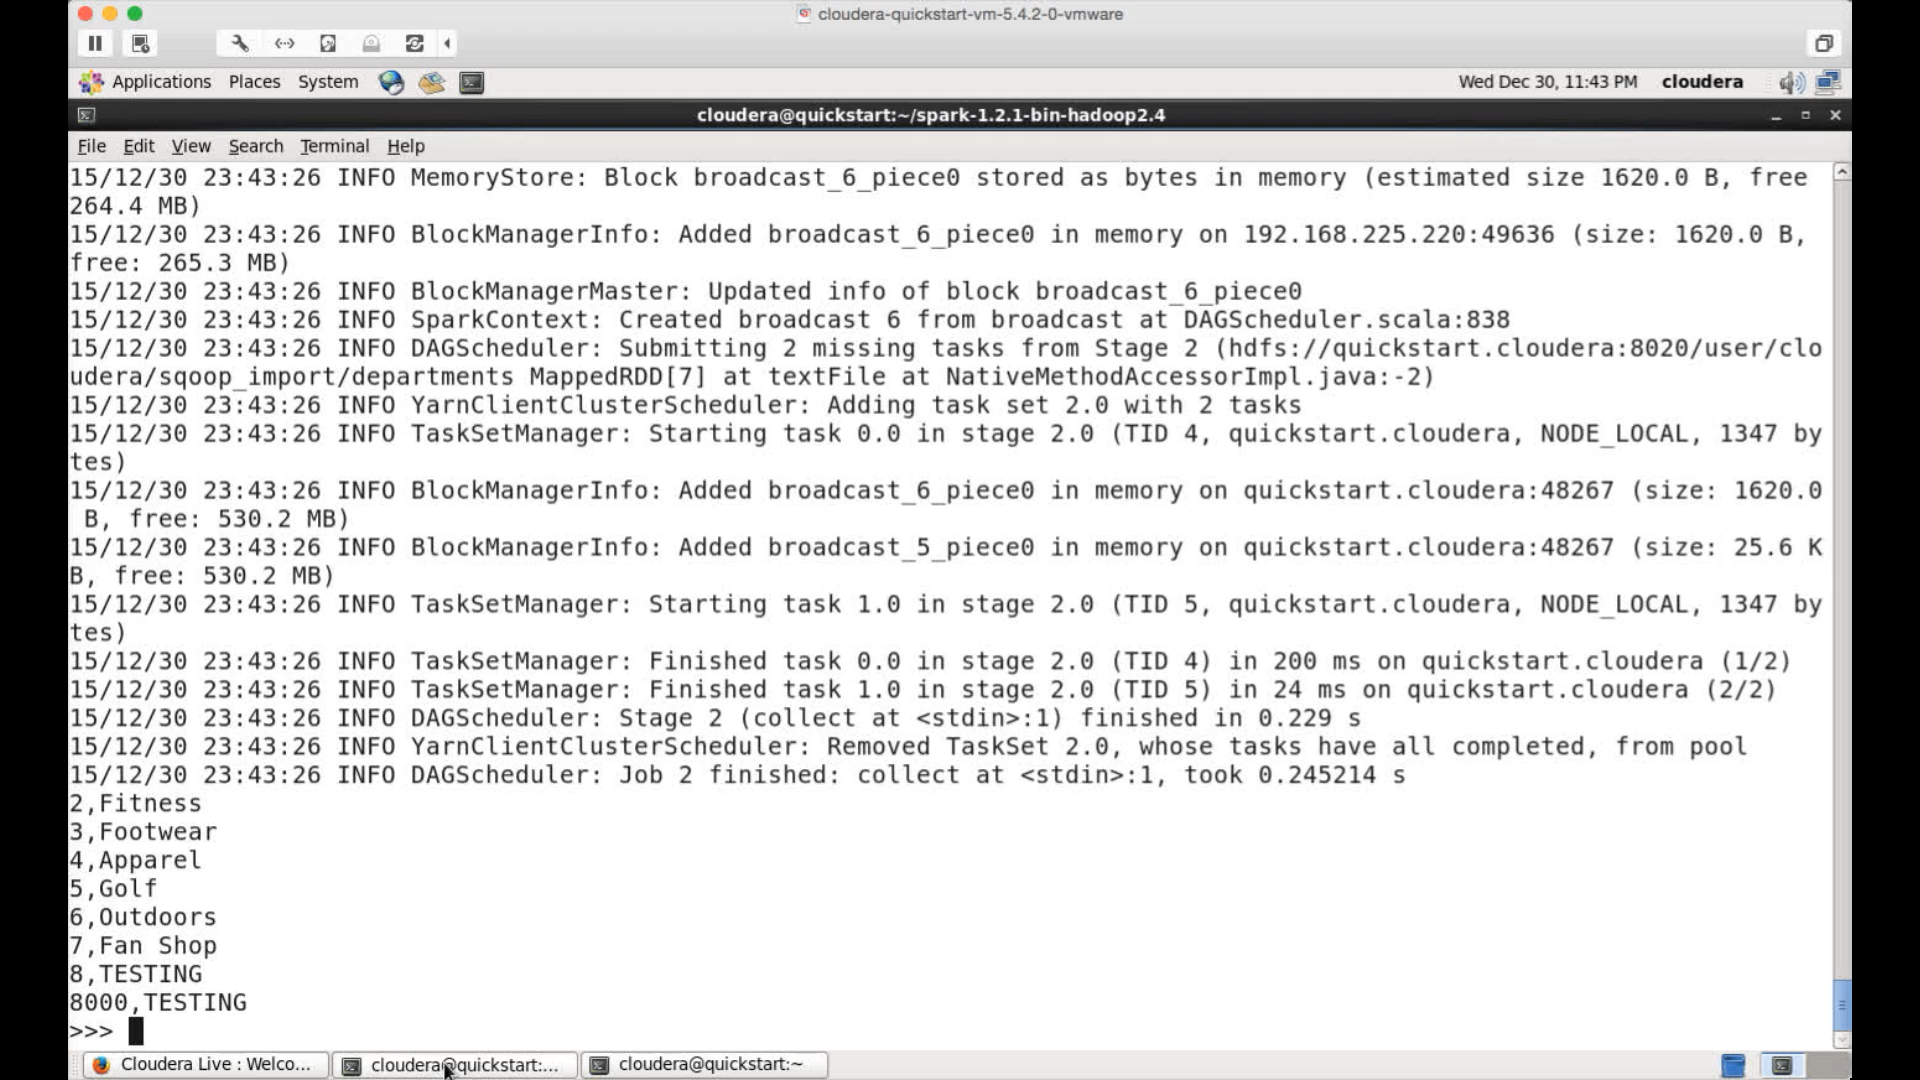 cloudera-quickstart-vm-5.4.2-0-vmware
Applications Places System Wed Dec 30, 11:43 PM cloudera
cloudera@quickstart:~/spark-1.2.1-bin-hadoop2.4
File Edit View Search Terminal Help
15/12/30 23:43:26 INFO MemoryStore: Block broadcast_6_piece0 stored as bytes in memory (estimated size 1620.0 B, free
264.4 MB)
15/12/30 23:43:26 INFO BlockManagerInfo: Added broadcast_6_piece0 in memory on 192.168.225.220:49636 (size: 1620.0 B,
free: 265.3 MB)
15/12/30 23:43:26 INFO BlockManagerMaster: Updated info of block broadcast_6_piece0
15/12/30 23:43:26 INFO SparkContext: Created broadcast 6 from broadcast at DAGScheduler.scala:838
15/12/30 23:43:26 INFO DAGScheduler: Submitting 2 missing tasks from Stage 2 (hdfs://quickstart.cloudera:8020/user/clo
udera/sqoop_import/departments MappedRDD[7] at textFile at NativeMethodAccessorImpl.java:-2)
15/12/30 23:43:26 INFO YarnClientClusterScheduler: Adding task set 2.0 with 2 tasks
15/12/30 23:43:26 INFO TaskSetManager: Starting task 0.0 in stage 2.0 (TID 4, quickstart.cloudera, NODE_LOCAL, 1347 by
tes)
15/12/30 23:43:26 INFO BlockManagerInfo: Added broadcast_6_piece0 in memory on quickstart.cloudera:48267 (size: 1620.0
B, free: 530.2 MB)
15/12/30 23:43:26 INFO BlockManagerInfo: Added broadcast_5_piece0 in memory on quickstart.cloudera:48267 (size: 25.6 K
B, free: 530.2 MB)
15/12/30 23:43:26 INFO TaskSetManager: Starting task 1.0 in stage 2.0 (TID 5, quickstart.cloudera, NODE_LOCAL, 1347 by
tes)
15/12/30 23:43:26 INFO TaskSetManager: Finished task 0.0 in stage 2.0 (TID 4) in 200 ms on quickstart.cloudera (1/2)
15/12/30 23:43:26 INFO TaskSetManager: Finished task 1.0 in stage 2.0 (TID 5) in 24 ms on quickstart.cloudera (2/2)
15/12/30 23:43:26 INFO DAGScheduler: Stage 2 (collect at <stdin>:1) finished in 0.229 s
15/12/30 23:43:26 INFO YarnClientClusterScheduler: Removed TaskSet 2.0, whose tasks have all completed, from pool
15/12/30 23:43:26 INFO DAGScheduler: Job 2 finished: collect at <stdin>:1, took 0.245214 s
2,Fitness
3,Footwear
4,Apparel
5,Golf
6,Outdoors
7,Fan Shop
8,TESTING
8000,TESTING
>>>
Cloudera Live : Welco... cloudera@quickstart:... cloudera@quickstart:~